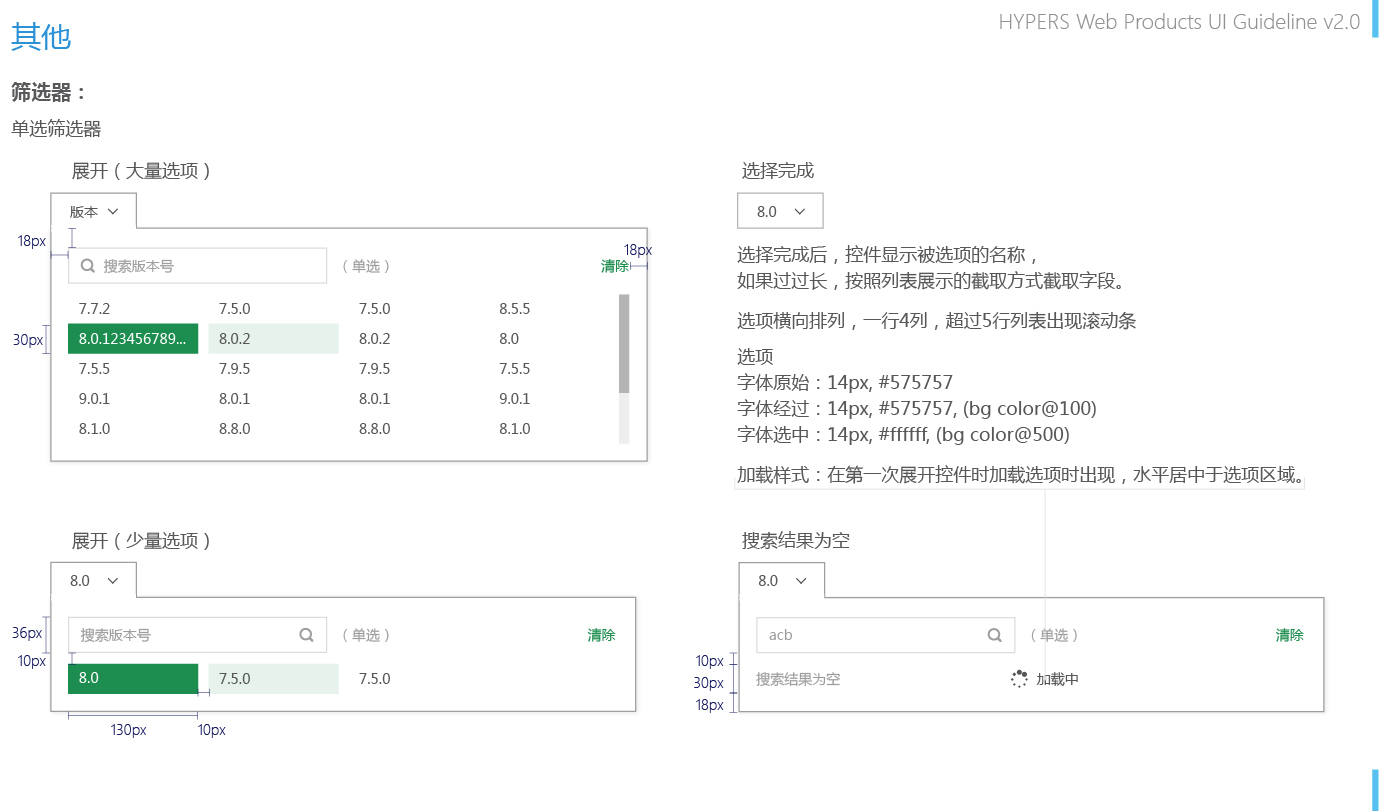 其他
HYPERS Web Products UI Guideline v2.0
筛选器：
单选筛选器
展开（大量选项）
版本
18px
搜索版本号
（单选）
清除
18px
7.7.2 7.5.0 7.5.0 8.5.5
30px
8.0.123456789... 8.0.2 8.0.2 8.0
7.5.5 7.9.5 7.9.5 7.5.5
9.0.1 8.0.1 8.0.1 9.0.1
8.1.0 8.8.0 8.8.0 8.1.0
选择完成
8.0
选择完成后，控件显示被选项的名称，
如果过过长，按照列表展示的截取方式截取字段。
选项横向排列，一行4列，超过5行列表出现滚动条
选项
字体原始：14px, #575757
字体经过：14px, #575757, (bg color@100)
字体选中：14px, #ffffff, (bg color@500)
加载样式：在第一次展开控件时加载选项时出现，水平居中于选项区域。
展开（少量选项）
8.0
36px
搜索版本号
（单选）
清除
10px
8.0 7.5.0 7.5.0
130px 10px
搜索结果为空
8.0
acb
（单选）
清除
10px
30px
18px
搜索结果为空
加载中